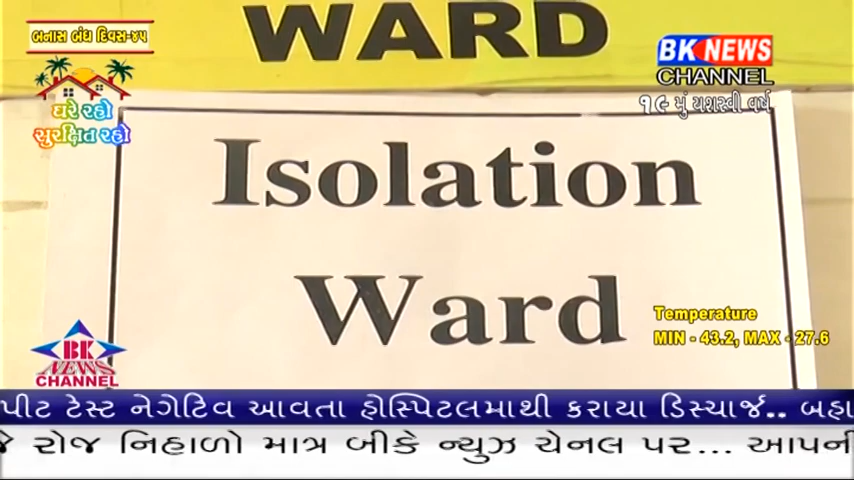 WARD
બનાસ બંધ દિવસ-૪૫
ઘરે રહો
સુરક્ષિત રહો
BK NEWS
CHANNEL
૧૯ મું યશસ્વી વર્ષ
Isolation
Ward
Temperature
MIN - 43.2, MAX - 27.6
BK
NEWS
CHANNEL
પીટ ટેસ્ટ નેગેટિવ આવતા હોસ્પિટલમાથી કરાયા ડિસ્ચાર્જ.. બહા
જે રોજ નિહાળો માત્ર બીકે ન્યુઝ ચેનલ પર... આપની